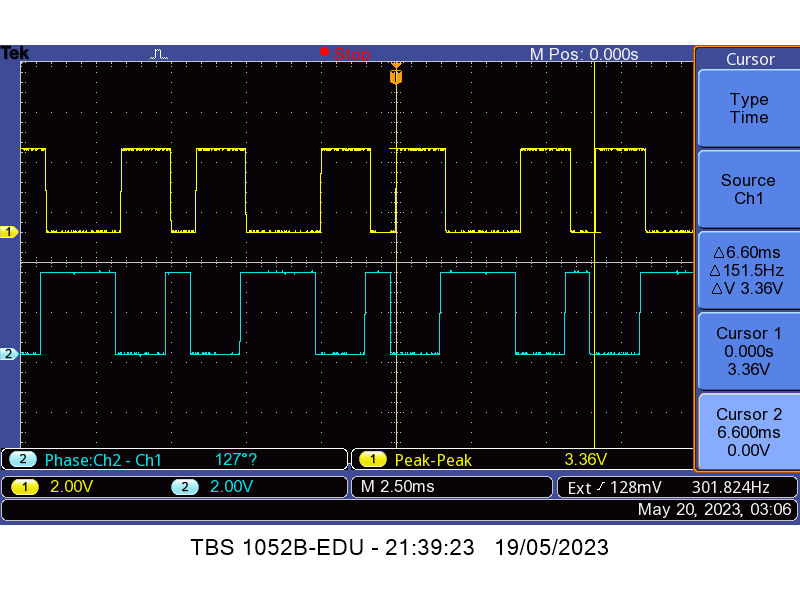 Tek Stop M Pos: 0.000s
Cursor
Type
Time
Source
Ch1
△6.60ms
△151.5Hz
△V 3.36V
Cursor 1
0.000s
3.36V
Cursor 2
6.600ms
0.00V
T
1
2
2 Phase:Ch2 - Ch1 127°? 1 Peak-Peak 3.36V
1 2.00V 2 2.00V M 2.50ms Ext 128mV 301.824Hz
May 20, 2023, 03:06
TBS 1052B-EDU - 21:39:23 19/05/2023